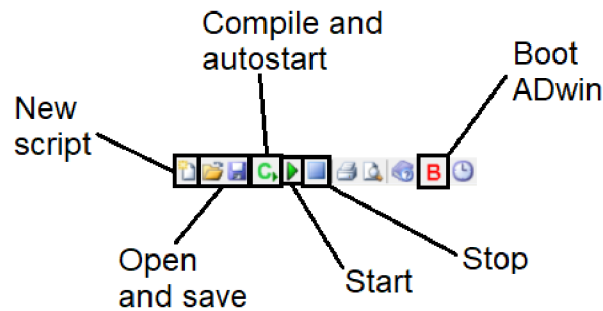 Compile and
autostart
Boot
ADwin
New
script
C
B
Open
and save
Start
Stop